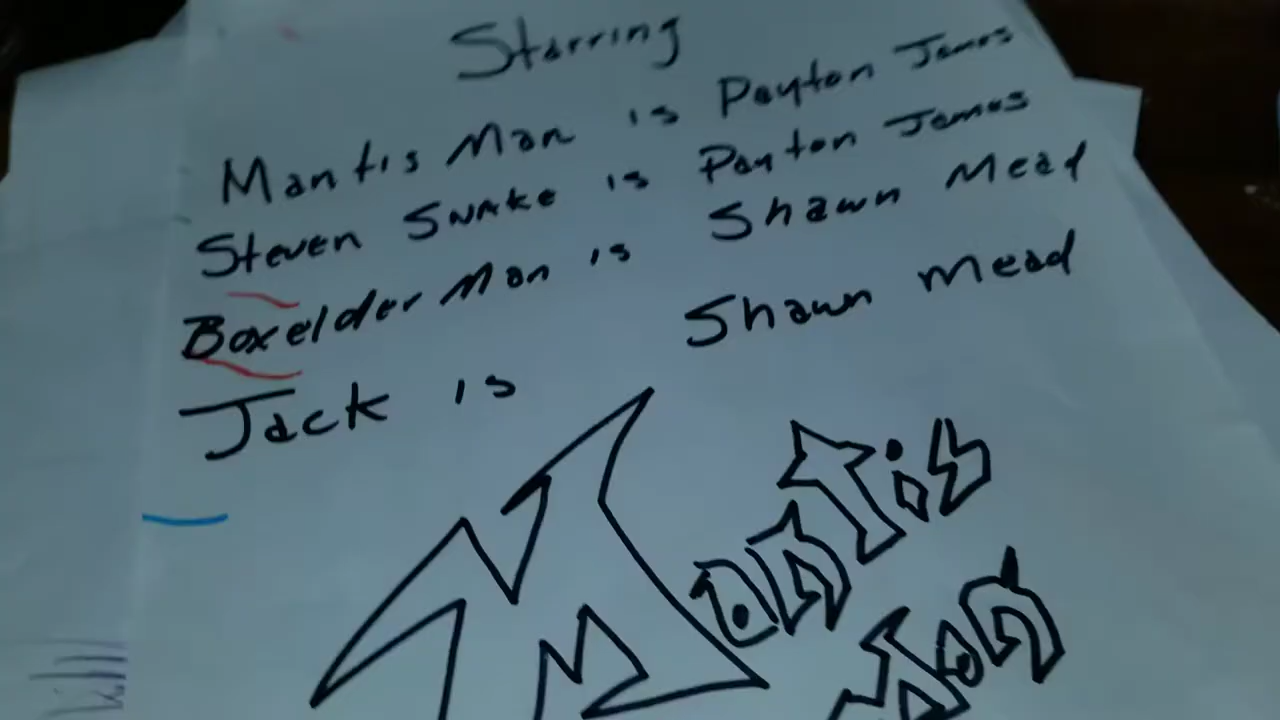 Starring
Mantis Man is Payton James
Steven Snake is Payton James
Boxelder Man is Shawn Mead
Jack is Shawn Mead
Mantis
Man